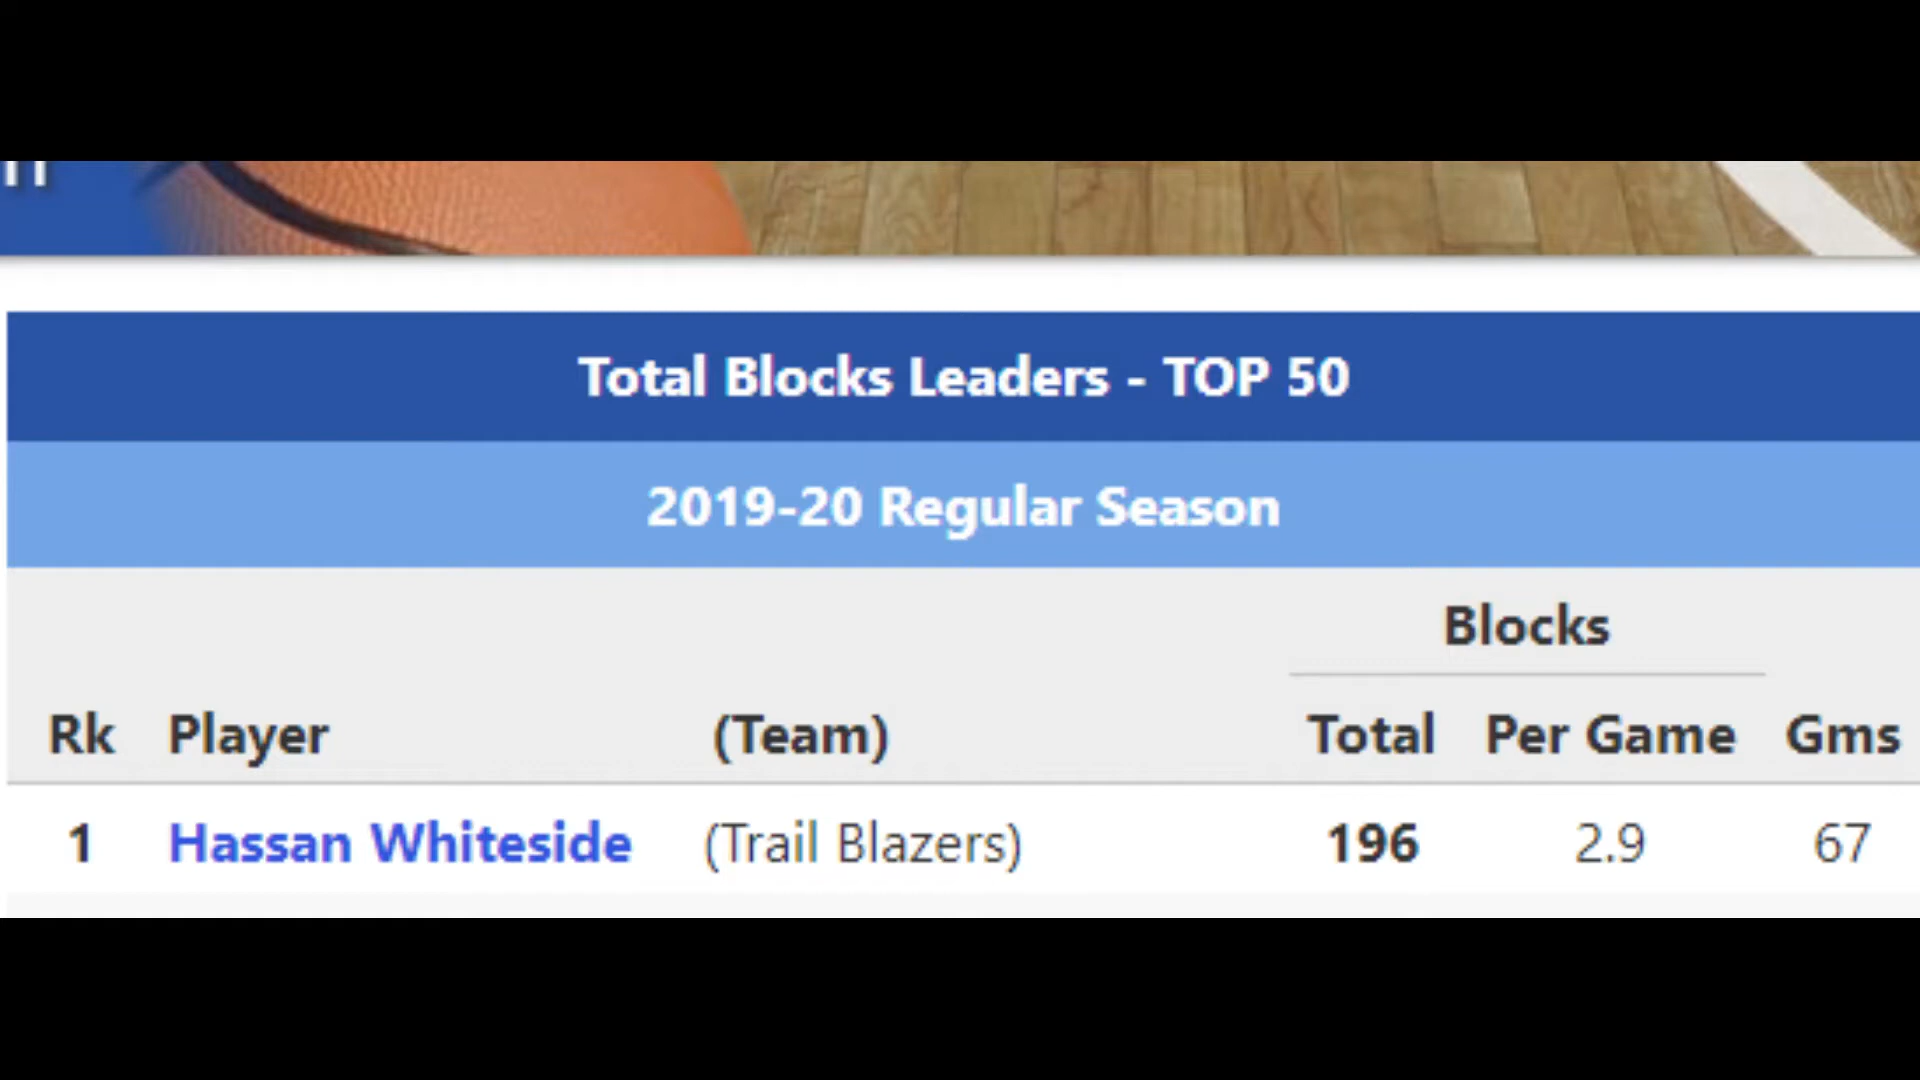 Total Blocks Leaders - TOP 50
2019-20 Regular Season
Blocks
Rk Player (Team) Total Per Game Gms
1 Hassan Whiteside (Trail Blazers) 196 2.9 67